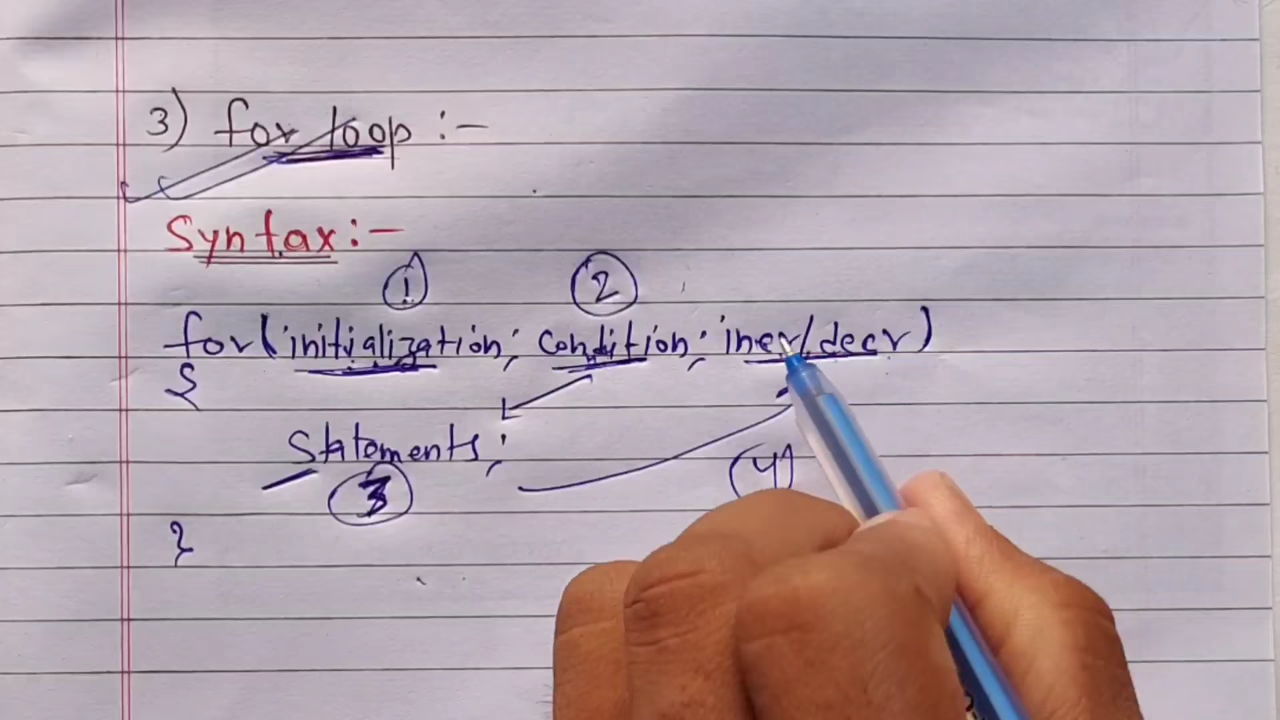 3) for loop :-
Syntax :-
① ②
for(initialization; condition; incr/decr)
{
Statements;
③ ④
}